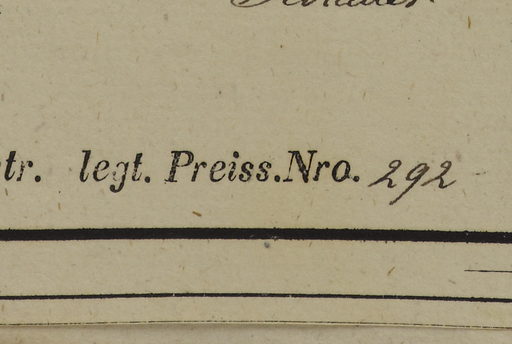 tr. legt. Preiss.Nro. 292